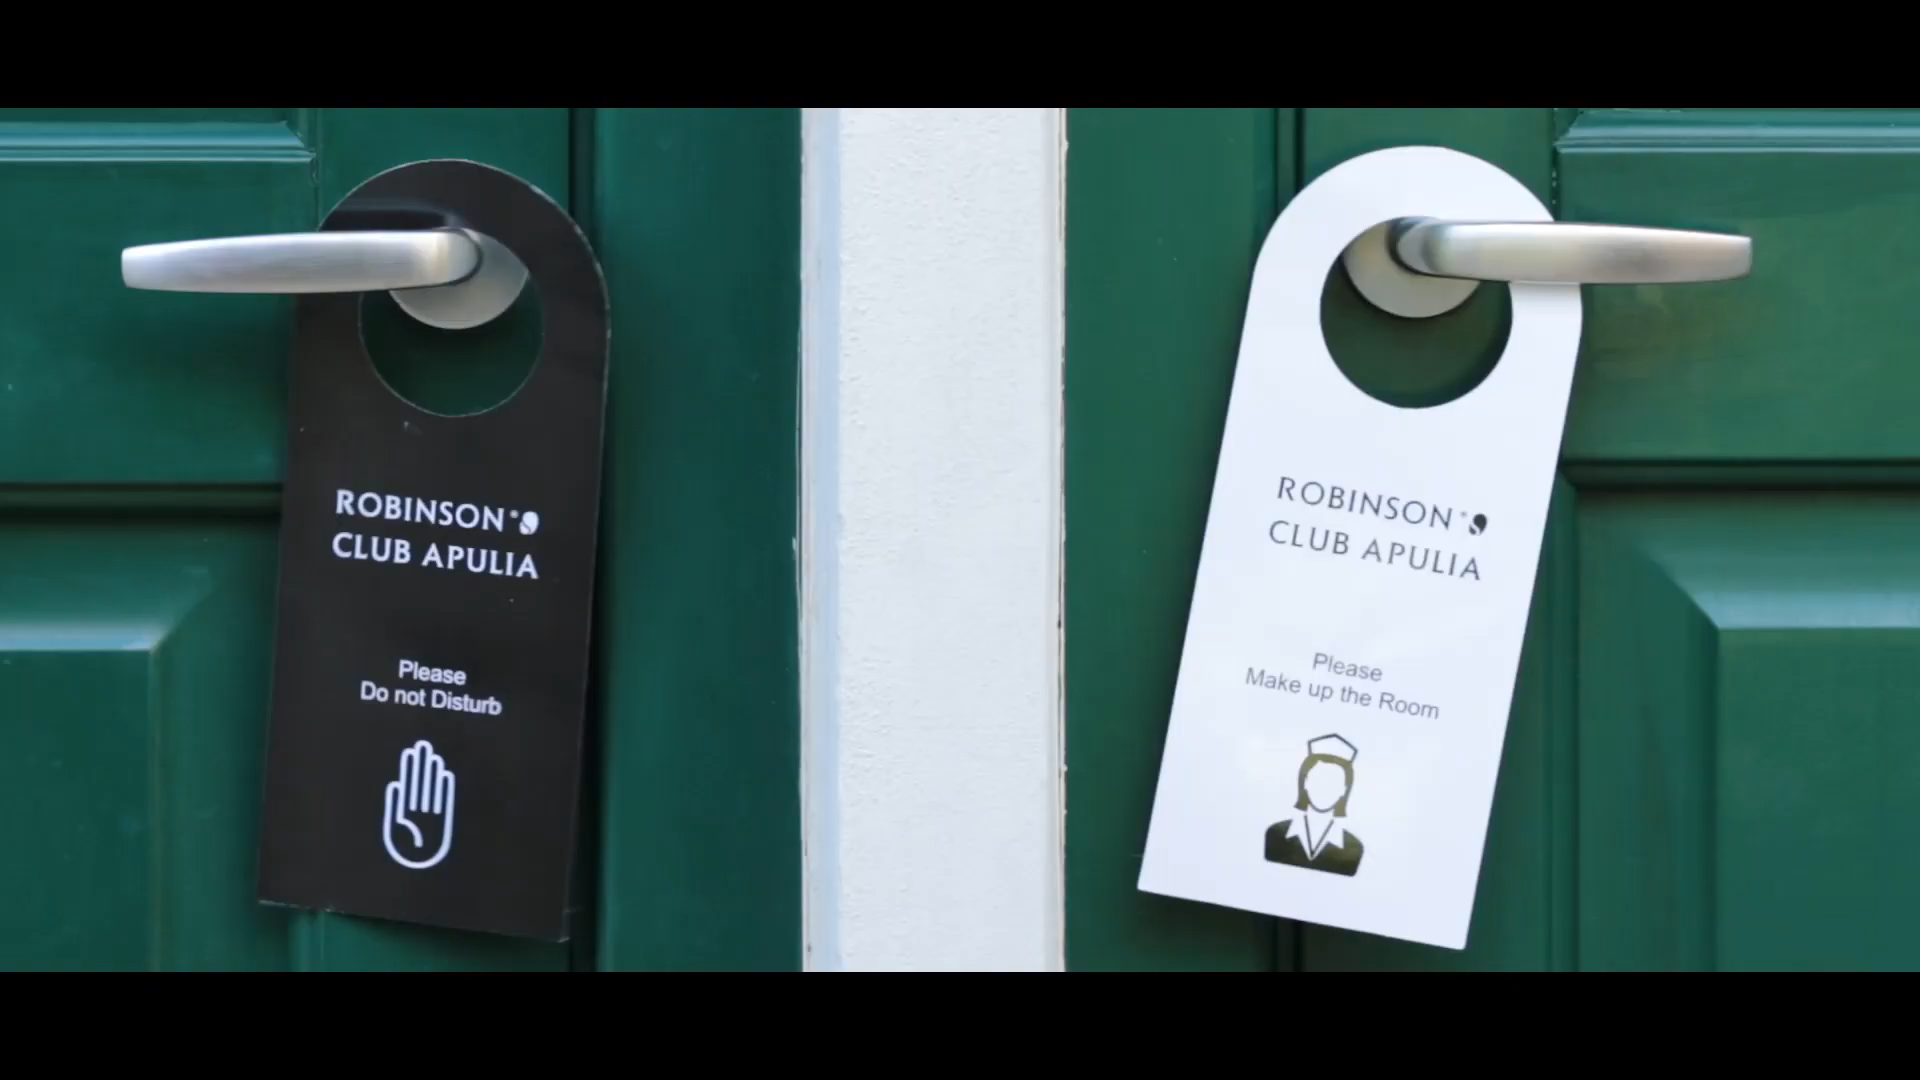 ROBINSON
CLUB APULIA
Please
Do not Disturb
ROBINSON
CLUB APULIA
Please
Make up the Room